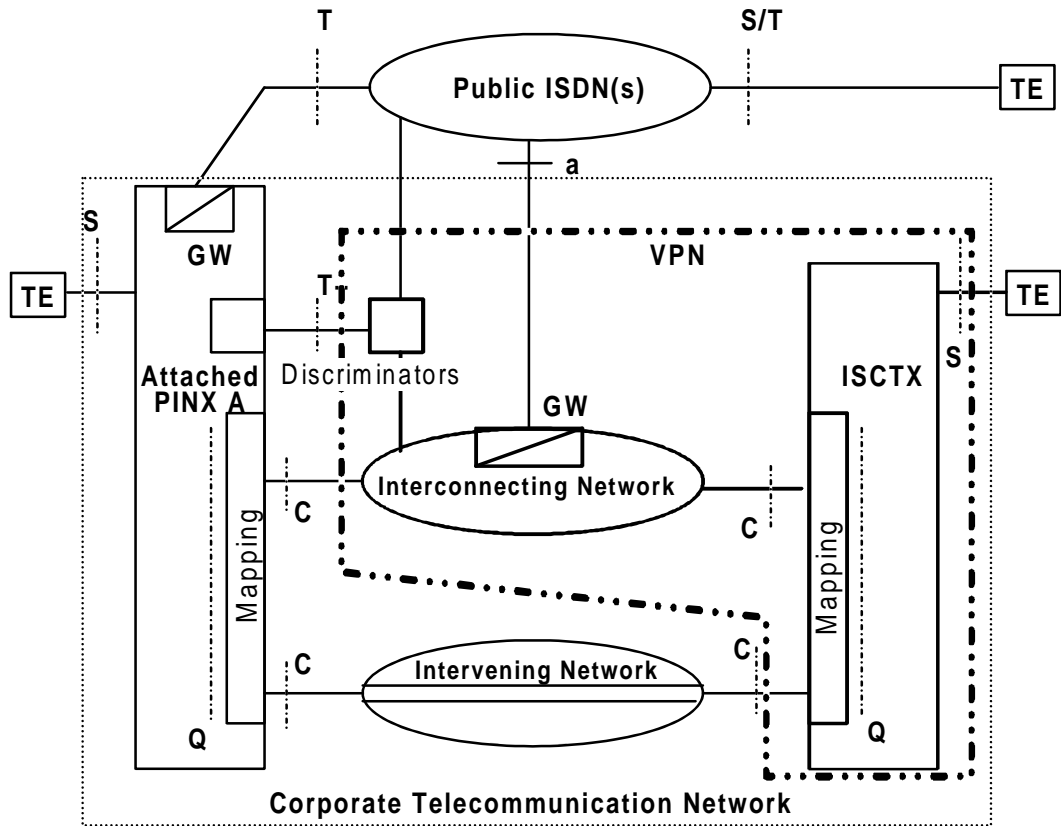 T
S/T
Public ISDN(s)
TE
a
S
GW
VPN
TE
T
TE
S
Attached
PINX A
Discriminators
ISCTX
GW
Interconnecting Network
C
C
Mapping
Mapping
C
Intervening Network
C
Q
Q
Corporate Telecommunication Network